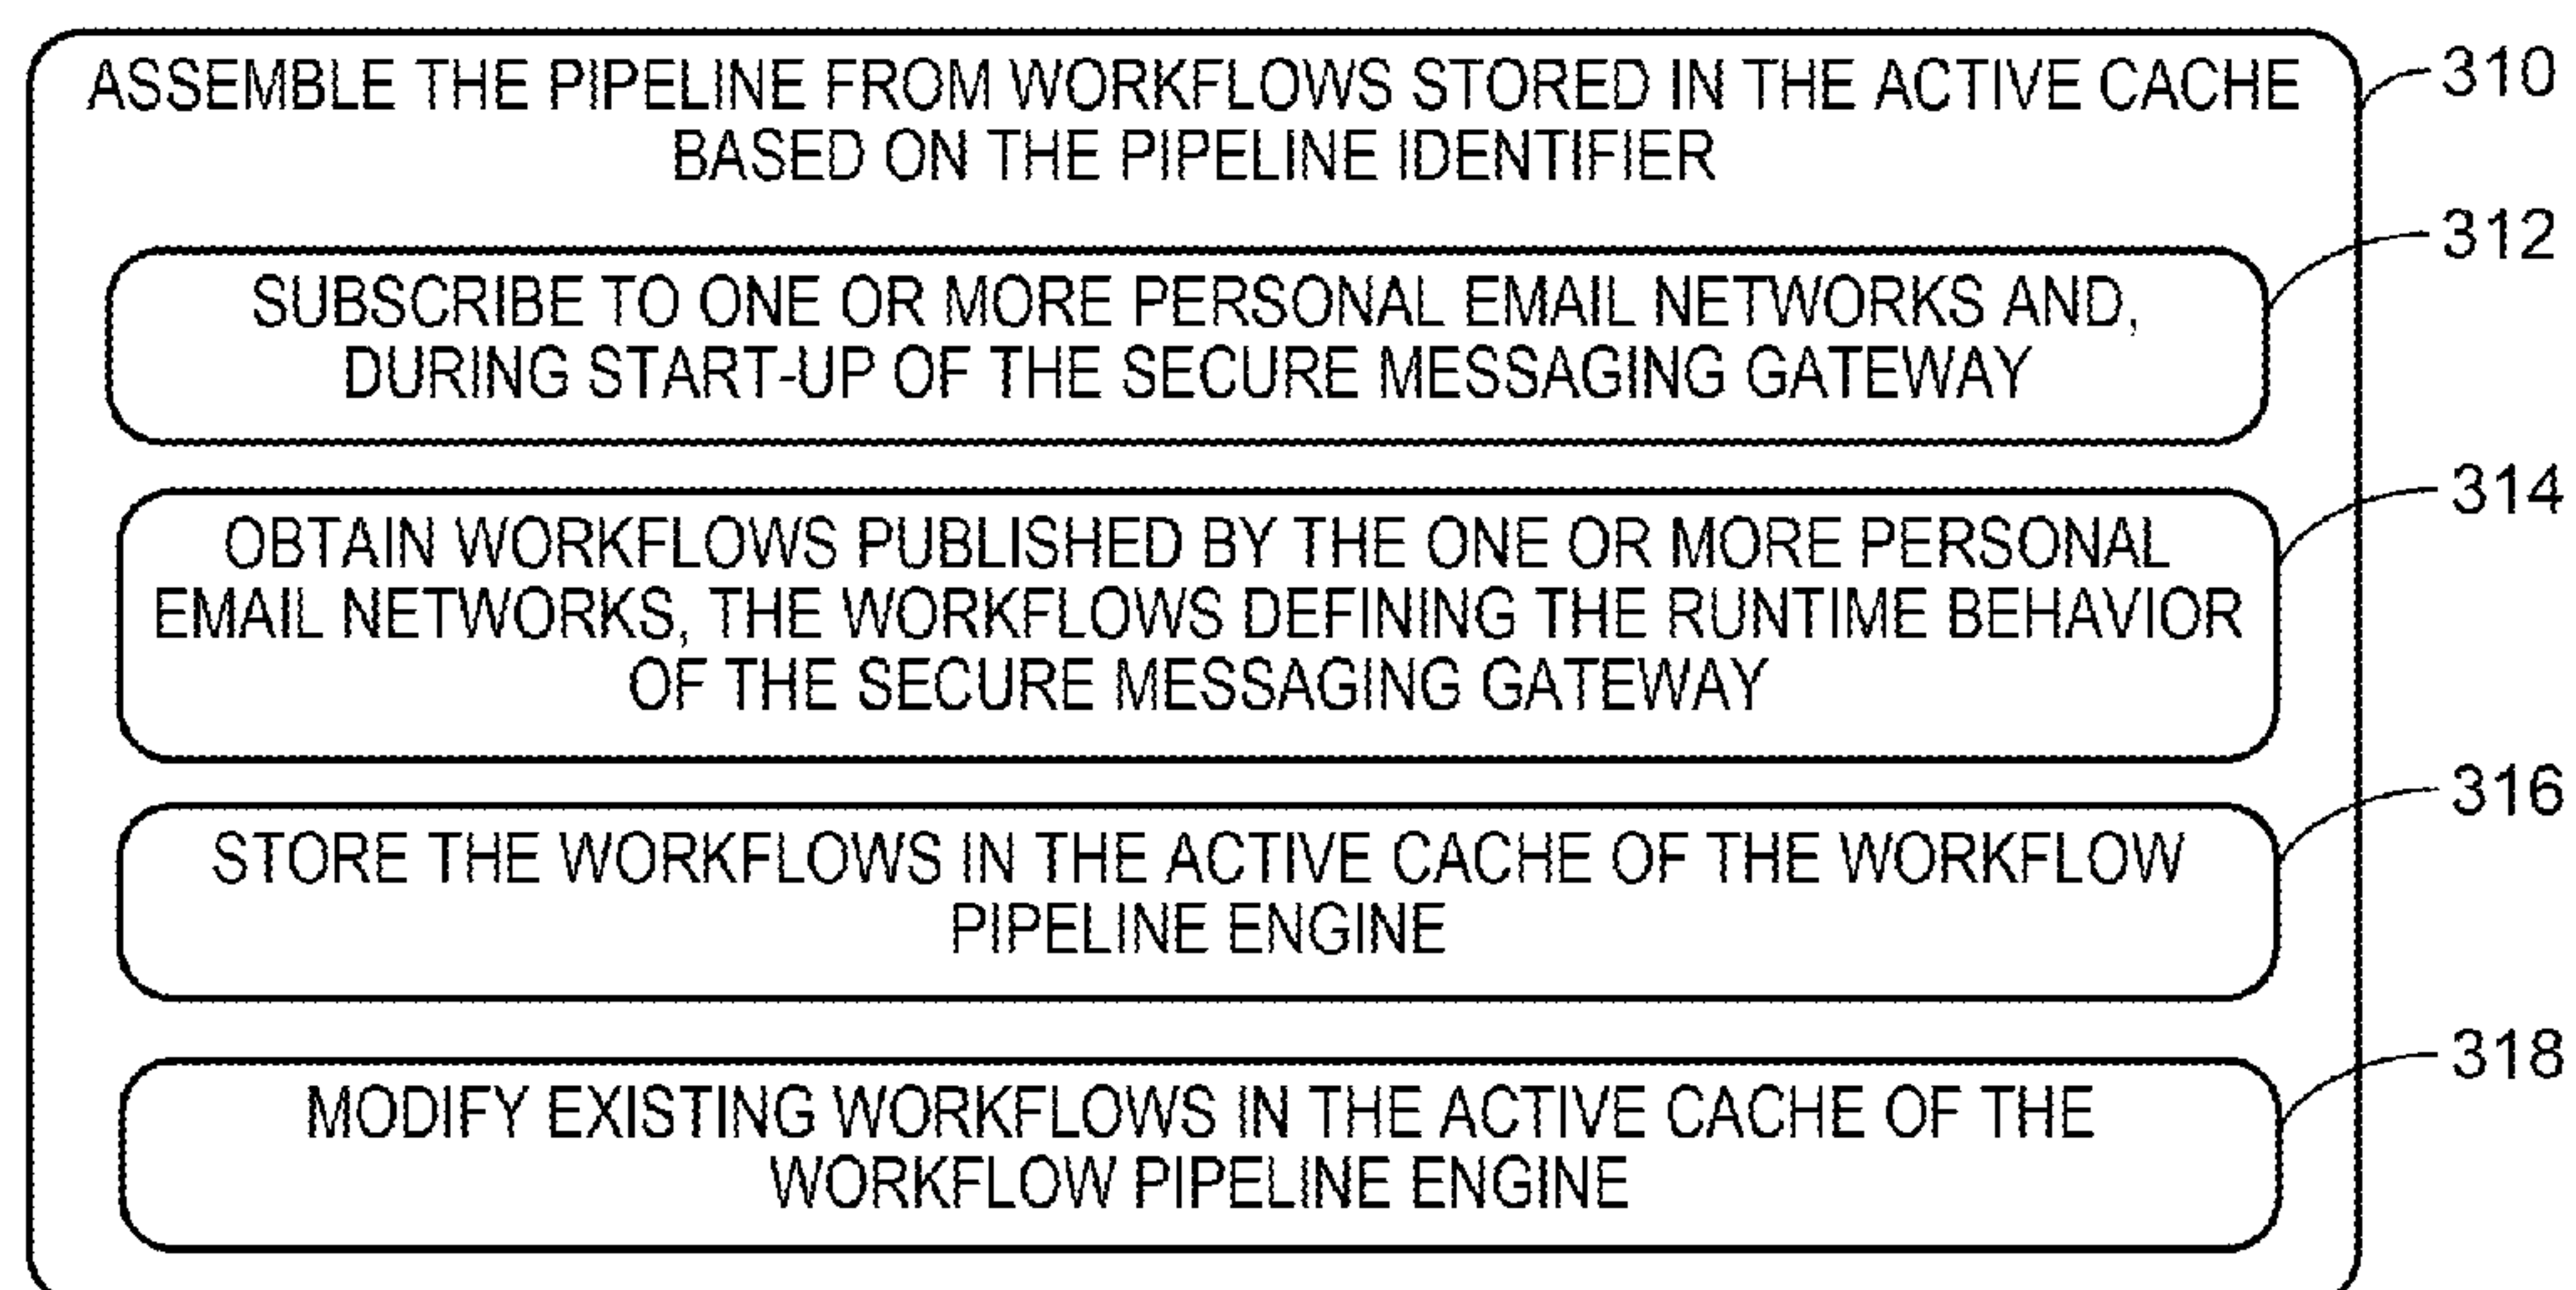 ASSEMBLE THE PIPELINE FROM WORKFLOWS STORED IN THE ACTIVE CACHE
BASED ON THE PIPELINE IDENTIFIER
310
312
SUBSCRIBE TO ONE OR MORE PERSONAL EMAIL NETWORKS AND,
DURING START-UP OF THE SECURE MESSAGING GATEWAY
314
OBTAIN WORKFLOWS PUBLISHED BY THE ONE OR MORE PERSONAL
EMAIL NETWORKS, THE WORKFLOWS DEFINING THE RUNTIME BEHAVIOR
OF THE SECURE MESSAGING GATEWAY
316
STORE THE WORKFLOWS IN THE ACTIVE CACHE OF THE WORKFLOW
PIPELINE ENGINE
318
MODIFY EXISTING WORKFLOWS IN THE ACTIVE CACHE OF THE
WORKFLOW PIPELINE ENGINE